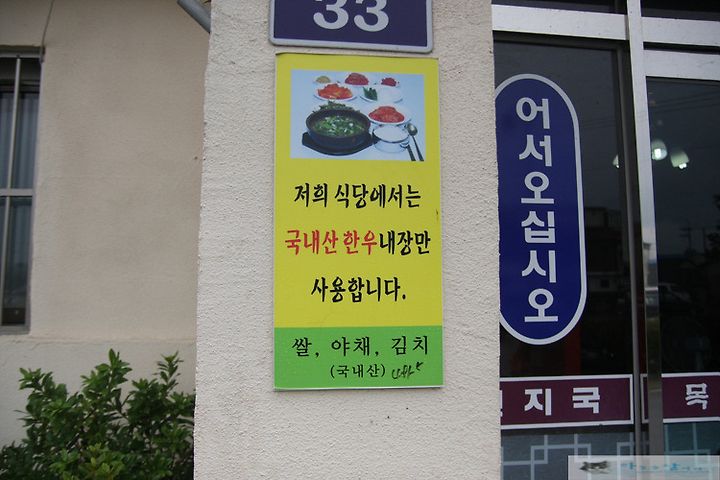 33
저희 식당에서는
국내산 한우내장만
사용합니다.
쌀, 야채, 김치
(국내산)
어서오십시오
지국
목